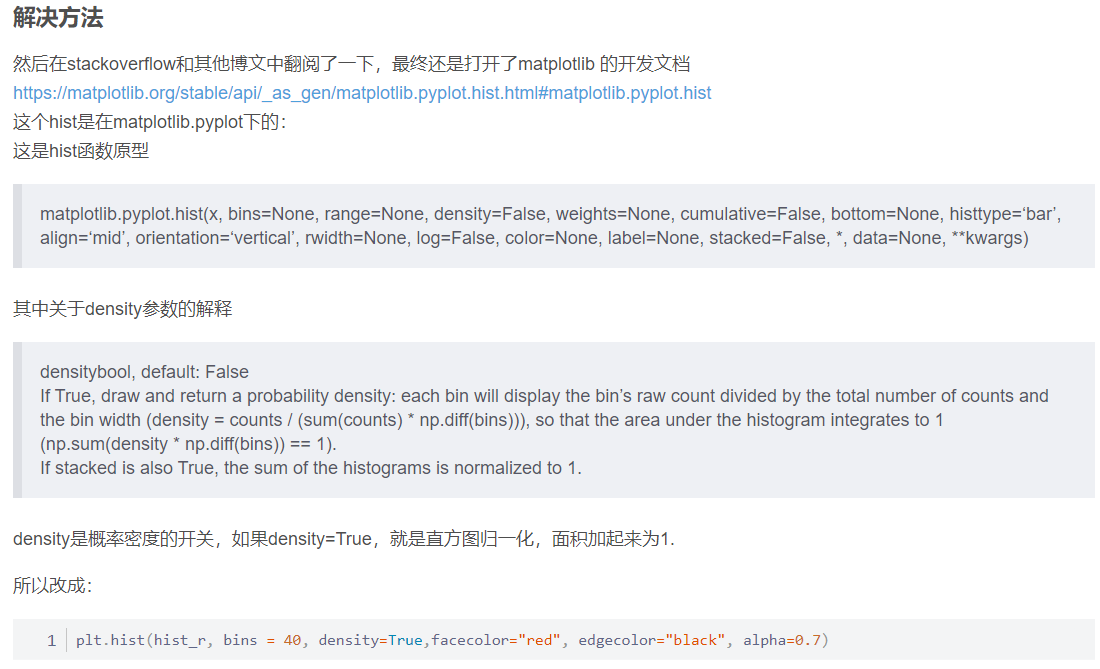 解决方法
然后在stackoverflow和其他博文中翻阅了一下，最终还是打开了matplotlib 的开发文档
https://matplotlib.org/stable/api/_as_gen/matplotlib.pyplot.hist.html#matplotlib.pyplot.hist
这个hist是在matplotlib.pyplot下的：
这是hist函数原型
matplotlib.pyplot.hist(x, bins=None, range=None, density=False, weights=None, cumulative=False, bottom=None, histtype=‘bar’,
align=‘mid’, orientation=‘vertical’, rwidth=None, log=False, color=None, label=None, stacked=False, *, data=None, **kwargs)
其中关于density参数的解释
densitybool, default: False
If True, draw and return a probability density: each bin will display the bin’s raw count divided by the total number of counts and
the bin width (density = counts / (sum(counts) * np.diff(bins))), so that the area under the histogram integrates to 1
(np.sum(density * np.diff(bins)) == 1).
If stacked is also True, the sum of the histograms is normalized to 1.
density是概率密度的开关，如果density=True，就是直方图归一化，面积加起来为1.
所以改成：
1 plt.hist(hist_r, bins = 40, density=True,facecolor="red", edgecolor="black", alpha=0.7)